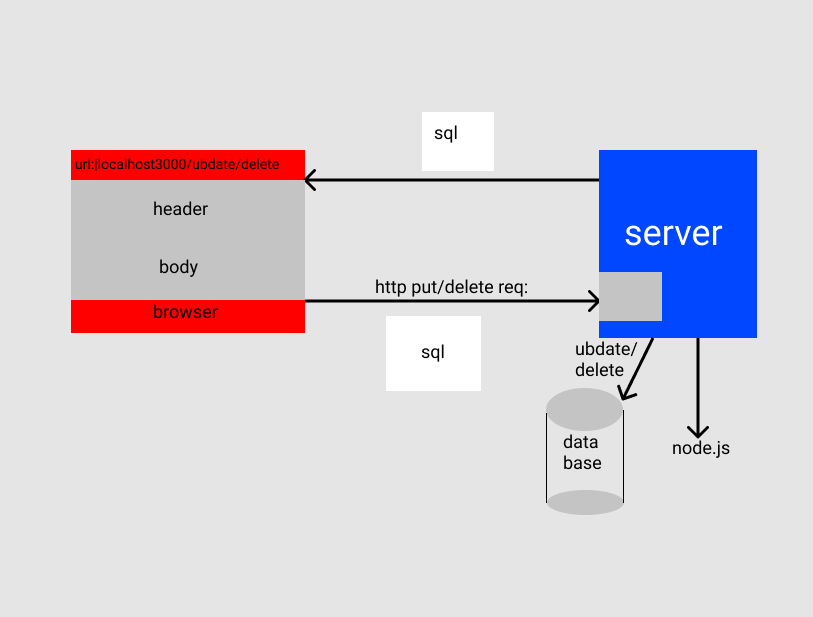 sql
url:|localhost3000/ubdate/delete
header
server
body
http put/delete req:
browser
sql
ubdate/
delete
data
base
node.js